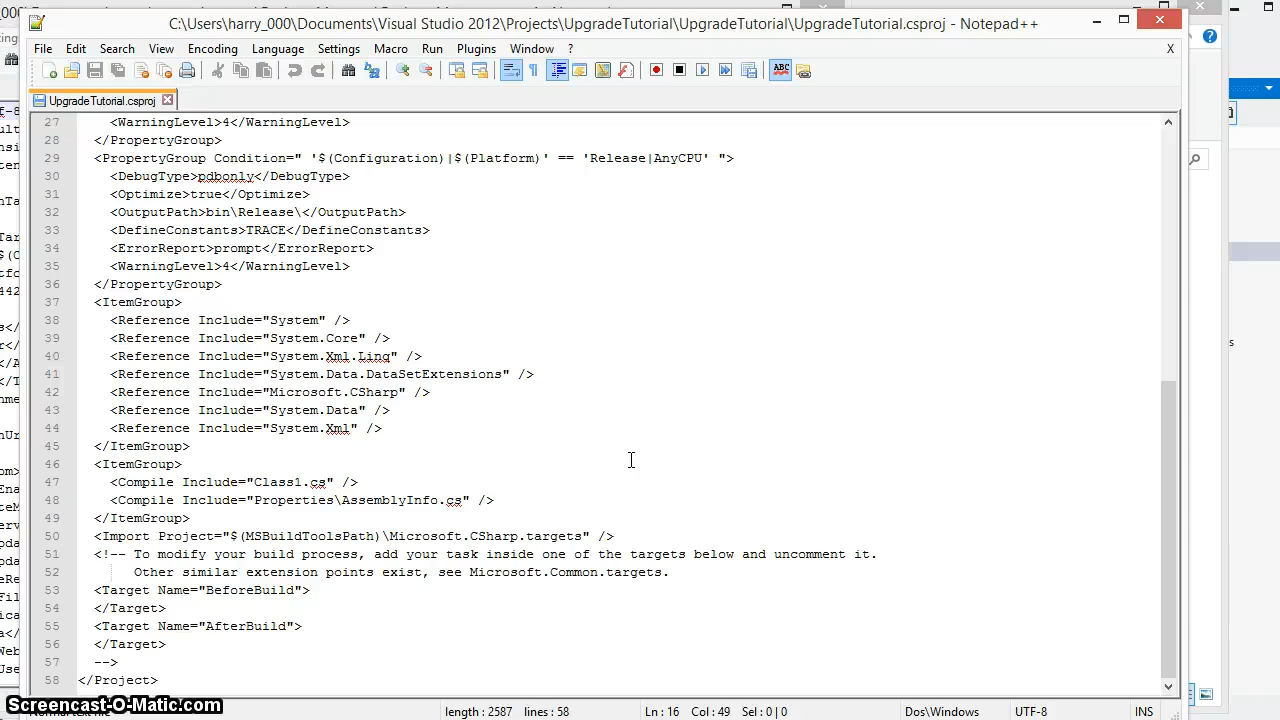 C:\Users\harry_000\Documents\Visual Studio 2012\Projects\UpgradeTutorial\UpgradeTutorial\UpgradeTutorial.csproj - Notepad++
File Edit Search View Encoding Language Settings Macro Run Plugins Window ? X
UpgradeTutorial.csproj
27 <WarningLevel>4</WarningLevel>
28 </PropertyGroup>
29 <PropertyGroup Condition=" '$(Configuration)|$(Platform)' == 'Release|AnyCPU' ">
30 <DebugType>pdbonly</DebugType>
31 <Optimize>true</Optimize>
32 <OutputPath>bin\Release\</OutputPath>
33 <DefineConstants>TRACE</DefineConstants>
34 <ErrorReport>prompt</ErrorReport>
35 <WarningLevel>4</WarningLevel>
36 </PropertyGroup>
37 <ItemGroup>
38 <Reference Include="System" />
39 <Reference Include="System.Core" />
40 <Reference Include="System.Xml.Linq" />
41 <Reference Include="System.Data.DataSetExtensions" />
42 <Reference Include="Microsoft.CSharp" />
43 <Reference Include="System.Data" />
44 <Reference Include="System.Xml" />
45 </ItemGroup>
46 <ItemGroup>
47 <Compile Include="Class1.cs" />
48 <Compile Include="Properties\AssemblyInfo.cs" />
49 </ItemGroup>
50 <Import Project="$(MSBuildToolsPath)\Microsoft.CSharp.targets" />
51 <!-- To modify your build process, add your task inside one of the targets below and uncomment it.
52 Other similar extension points exist, see Microsoft.Common.targets.
53 <Target Name="BeforeBuild">
54 </Target>
55 <Target Name="AfterBuild">
56 </Target>
57 -->
58 </Project>
length : 27 lines : 58 Ln : 16 Col : 49 Sel : 0 | 0 Dos\Windows UTF-8 INS
Screencast-O-Matic.com